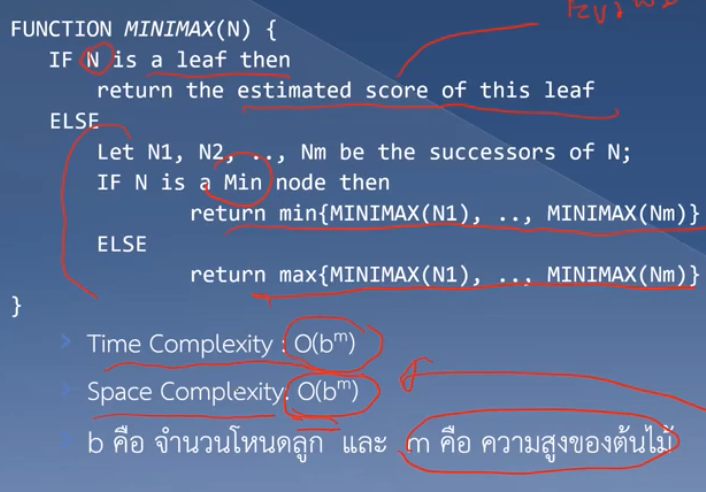 FUNCTION MINIMAX(N) {
IF N is a leaf then
return the estimated score of this leaf
ELSE
Let N1, N2, .., Nm be the successors of N;
IF N is a Min node then
return min{MINIMAX(N1), .., MINIMAX(Nm)}
ELSE
return max{MINIMAX(N1), .., MINIMAX(Nm)}
}
Time Complexity : O(bᵐ)
Space Complexity: O(bᵐ)
b คือ จำนวนโหนดลูก และ m คือ ความสูงของต้นไม้